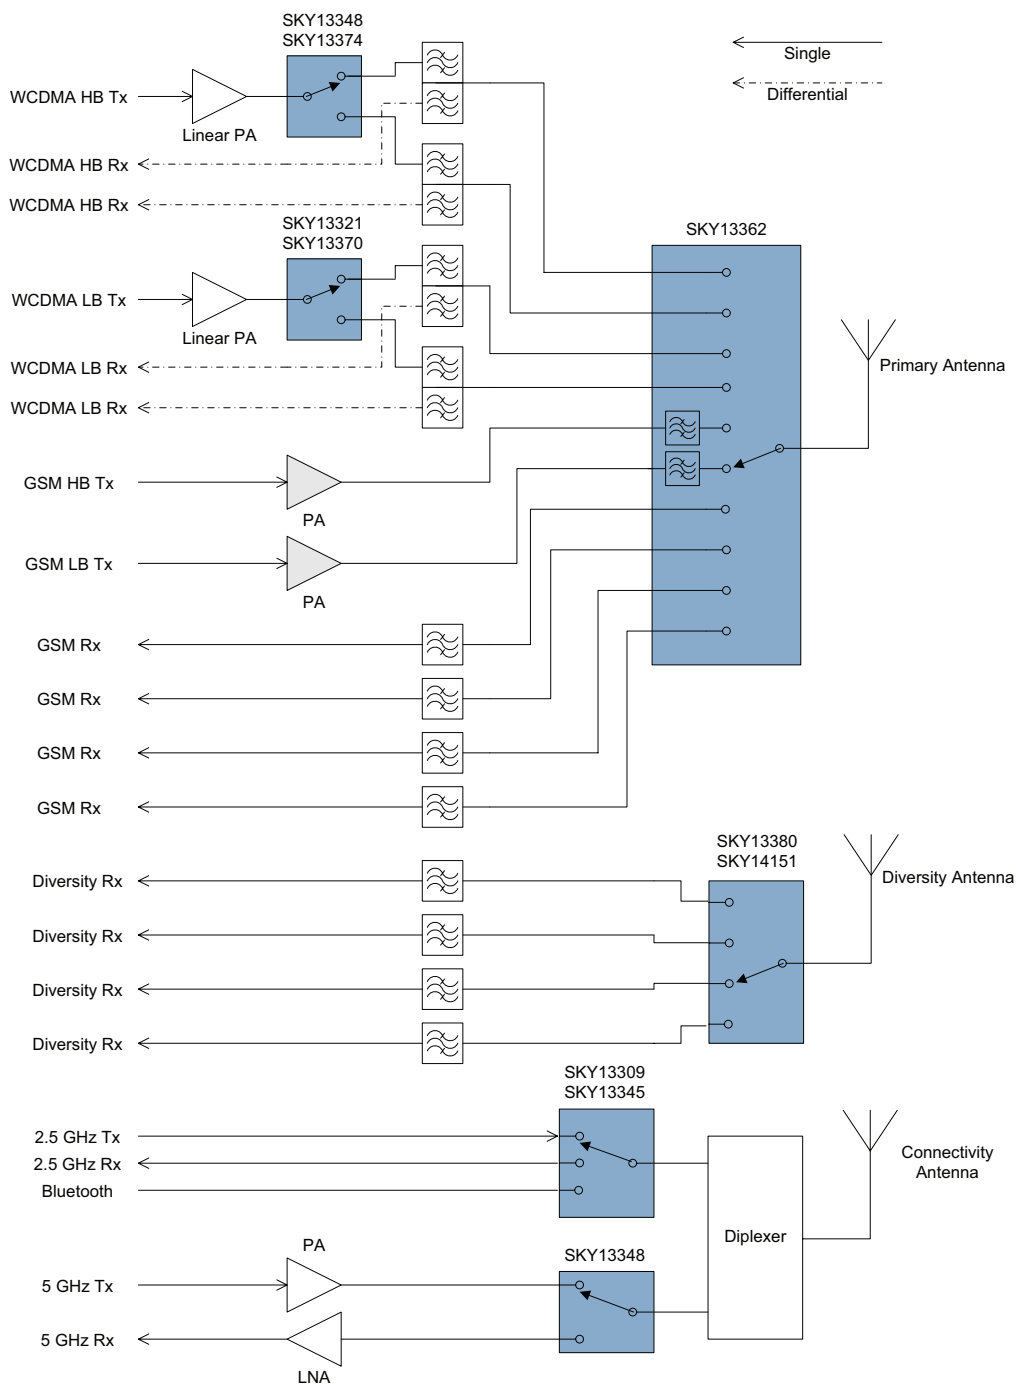 SKY13348
SKY13374
Single
Differential
WCDMA HB Tx
Linear PA
WCDMA HB Rx
WCDMA HB Rx
SKY13321
SKY13370
SKY13362
WCDMA LB Tx
Linear PA
WCDMA LB Rx
WCDMA LB Rx
Primary Antenna
GSM HB Tx
PA
GSM LB Tx
PA
GSM Rx
GSM Rx
GSM Rx
GSM Rx
SKY13380
SKY14151
Diversity Rx
Diversity Antenna
Diversity Rx
Diversity Rx
Diversity Rx
SKY13309
SKY13345
2.5 GHz Tx
2.5 GHz Rx
Bluetooth
Connectivity
Antenna
Diplexer
PA
SKY13348
5 GHz Tx
5 GHz Rx
LNA